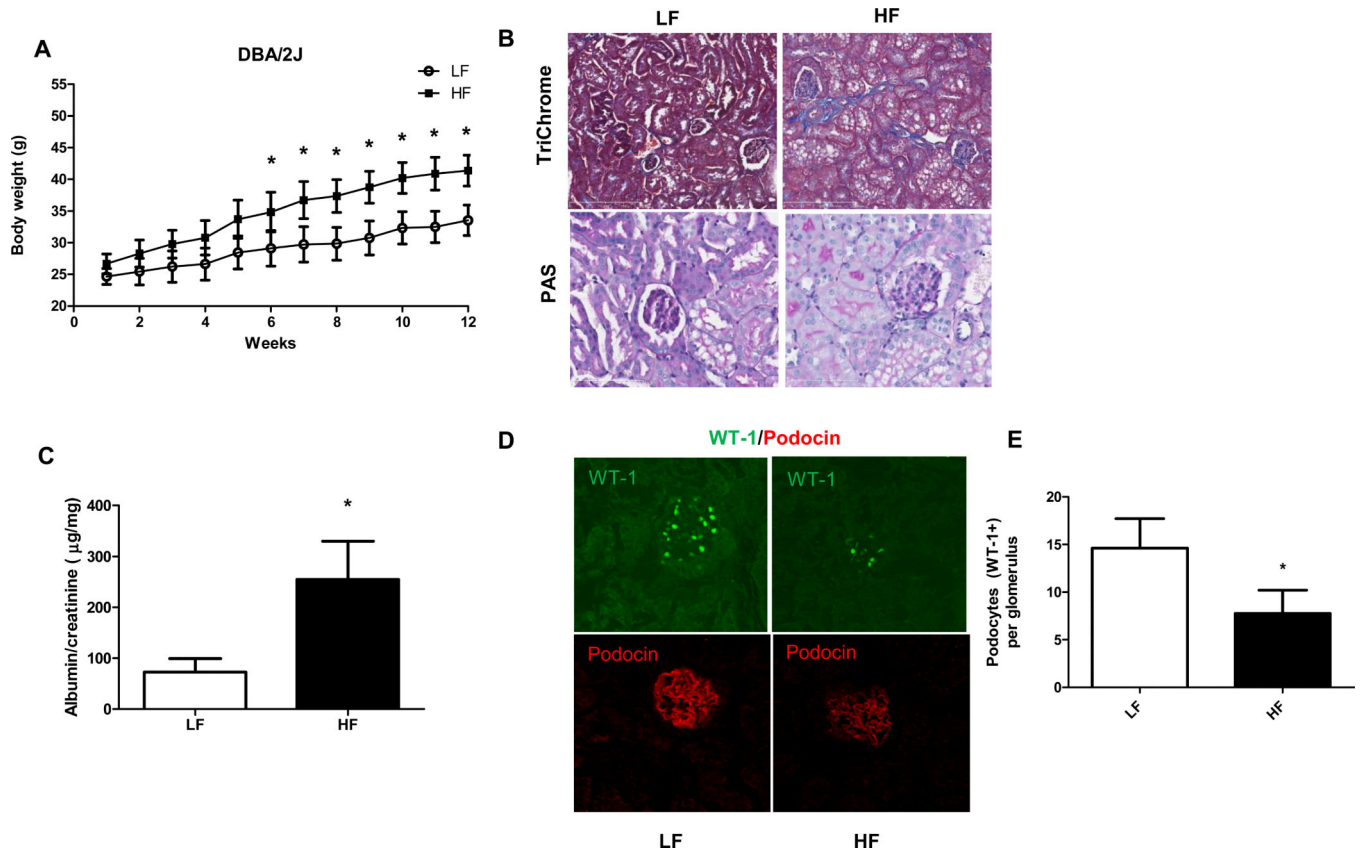 A
DBA/2J
LF
HF
* * * * * * *
55
50
45
40
35
30
25
20
0 2 4 6 8 10 12
Body weight (g)
Weeks
B
LF HF
TriChrome
PAS
C
*
400
300
200
100
0
Albumin/creatinine ( µg/mg)
LF HF
D
WT-1/Podocin
WT-1 WT-1
Podocin Podocin
LF HF
E
*
20
15
10
5
0
Podocytes (WT-1+)
per glomerulus
LF HF